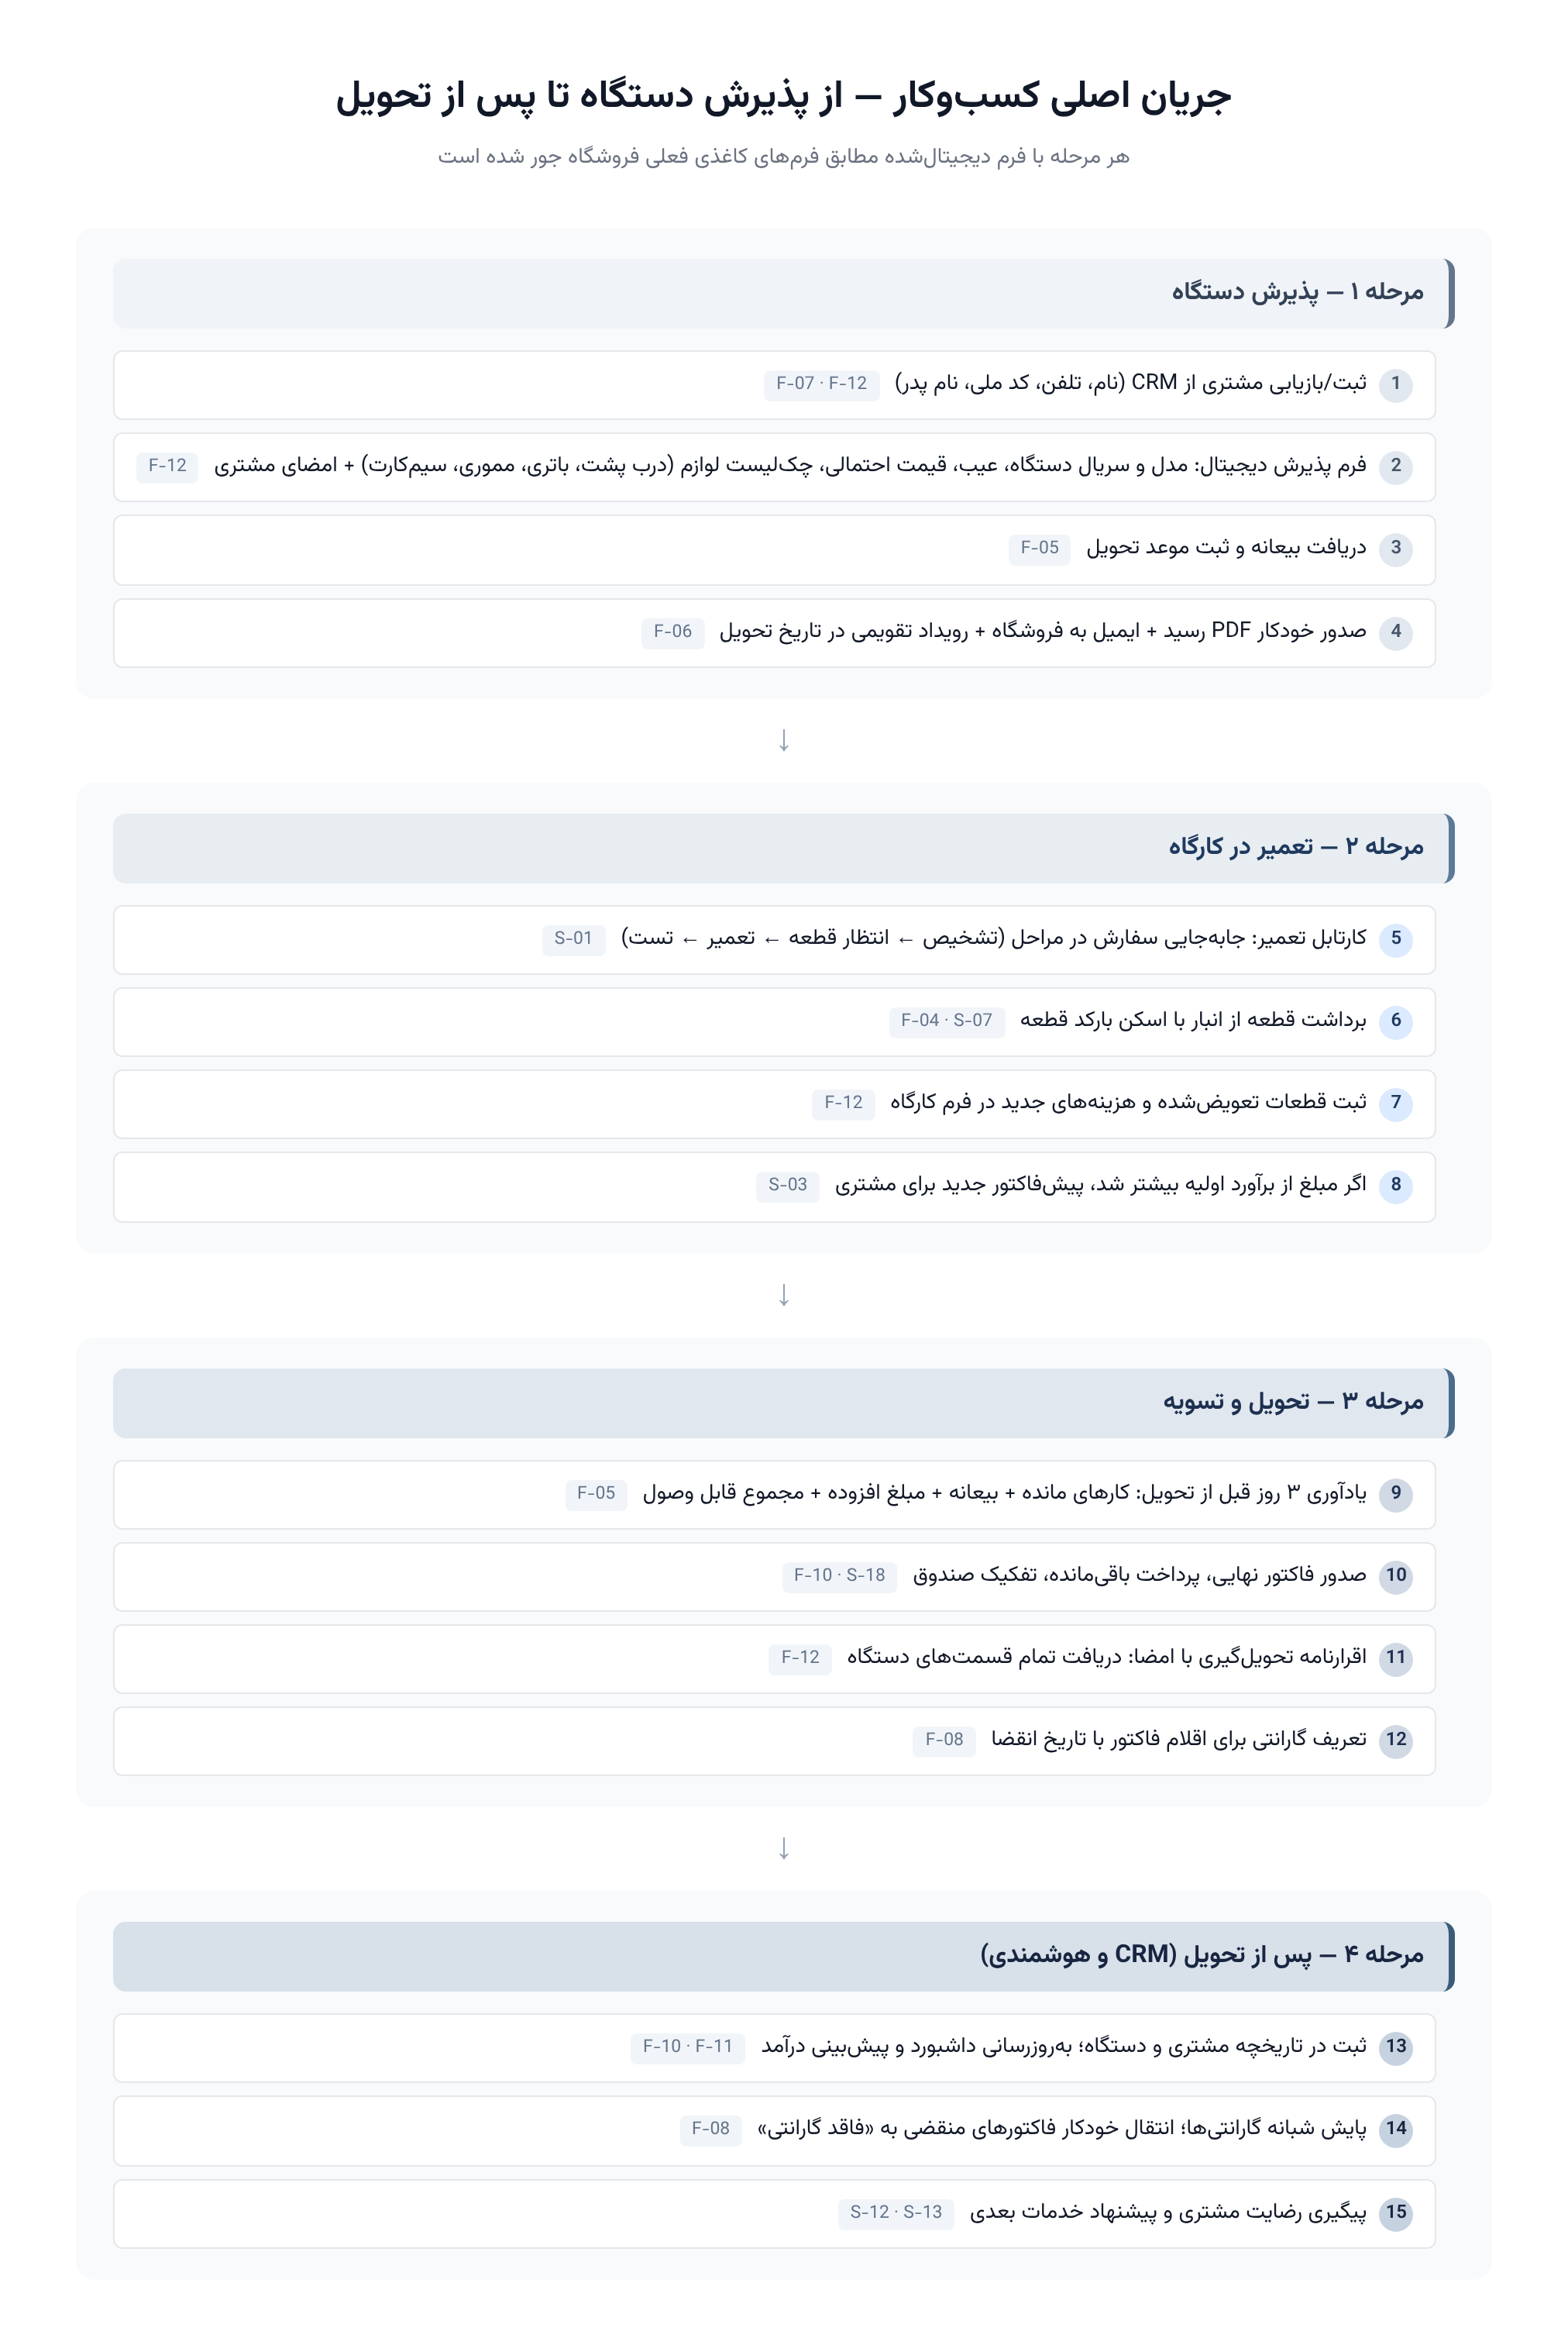 جریان اصلی کسب‌وکار — از پذیرش دستگاه تا پس از تحویل
هر مرحله با فرم دیجیتال‌شده مطابق فرم‌های کاغذی فعلی فروشگاه جور شده است
مرحله ۱ — پذیرش دستگاه
1 ثبت/بازیابی مشتری از CRM (نام، تلفن، کد ملی، نام پدر) F-07 · F-12
2 فرم پذیرش دیجیتال: مدل و سریال دستگاه، عیب، قیمت احتمالی، چک‌لیست لوازم (درب پشت، باتری، مموری، سیم‌کارت) + امضای مشتری F-12
3 دریافت بیعانه و ثبت موعد تحویل F-05
4 صدور خودکار PDF رسید + ایمیل به فروشگاه + رویداد تقویمی در تاریخ تحویل F-06
↓
مرحله ۲ — تعمیر در کارگاه
5 کارتابل تعمیر: جابه‌جایی سفارش در مراحل (تشخیص ← انتظار قطعه ← تعمیر ← تست) S-01
6 برداشت قطعه از انبار با اسکن بارکد قطعه F-04 · S-07
7 ثبت قطعات تعویض‌شده و هزینه‌های جدید در فرم کارگاه F-12
8 اگر مبلغ از برآورد اولیه بیشتر شد، پیش‌فاکتور جدید برای مشتری S-03
↓
مرحله ۳ — تحویل و تسویه
9 یادآوری ۳ روز قبل از تحویل: کارهای مانده + بیعانه + مبلغ افزوده + مجموع قابل وصول F-05
10 صدور فاکتور نهایی، پرداخت باقی‌مانده، تفکیک صندوق F-10 · S-18
11 اقرارنامه تحویل‌گیری با امضا: دریافت تمام قسمت‌های دستگاه F-12
12 تعریف گارانتی برای اقلام فاکتور با تاریخ انقضا F-08
↓
مرحله ۴ — پس از تحویل (CRM و هوشمندی)
13 ثبت در تاریخچه مشتری و دستگاه؛ به‌روزرسانی داشبورد و پیش‌بینی درآمد F-10 · F-11
14 پایش شبانه گارانتی‌ها؛ انتقال خودکار فاکتورهای منقضی به «فاقد گارانتی» F-08
15 پیگیری رضایت مشتری و پیشنهاد خدمات بعدی S-12 · S-13